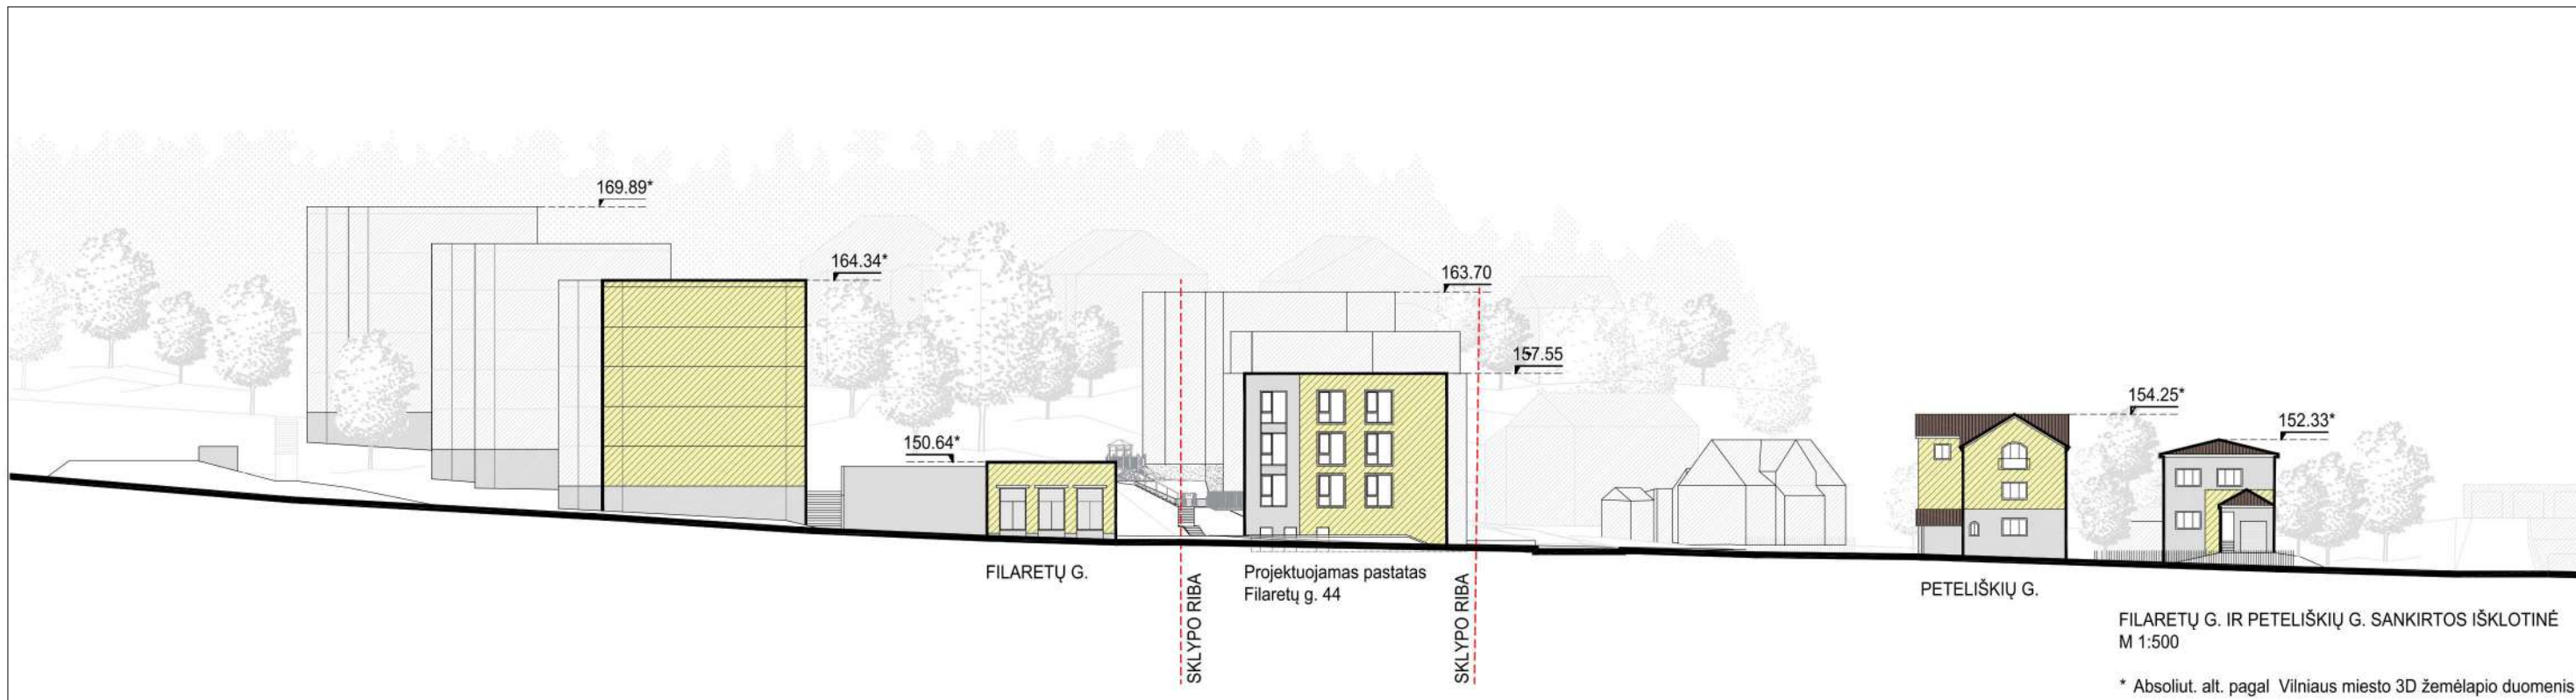 169.89*
164.34*
163.70
157.55
150.64*
154.25*
152.33*
FILARETŲ G.
SKLYPO RIBA
Projektuojamas pastatas
Filaretų g. 44
SKLYPO RIBA
PETELIŠKIŲ G.
FILARETŲ G. IR PETELIŠKIŲ G. SANKIRTOS IŠKLOTINĖ
M 1:500
* Absoliut. alt. pagal Vilniaus miesto 3D žemėlapio duomenis